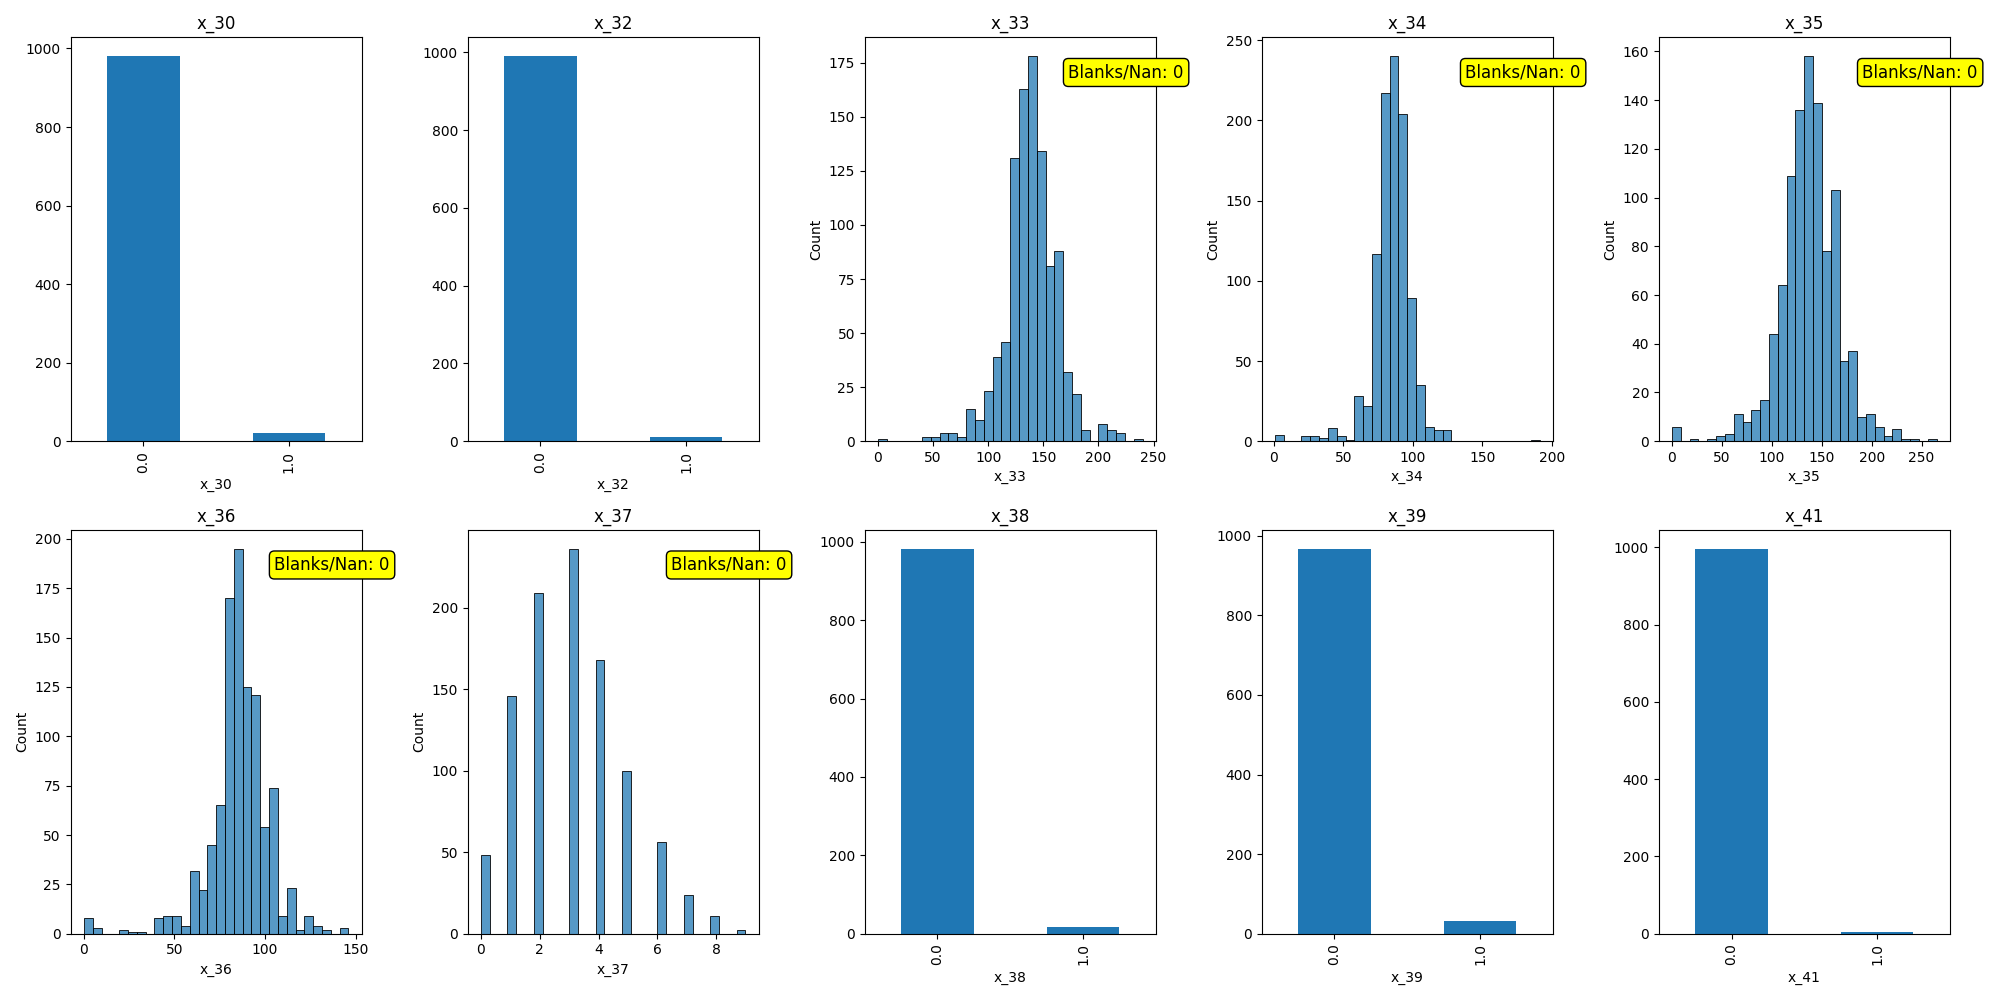 x_30
1000
800
600
400
200
0
0.0
1.0
x_30
x_32
1000
800
600
400
200
0
0.0
1.0
x_32
x_33
Blanks/Nan: 0
175
150
125
100
75
50
25
0
Count
0 50 100 150 200 250
x_33
x_34
Blanks/Nan: 0
250
200
150
100
50
0
Count
0 50 100 150 200
x_34
x_35
Blanks/Nan: 0
160
140
120
100
80
60
40
20
0
Count
0 50 100 150 200 250
x_35
x_36
Blanks/Nan: 0
200
175
150
125
100
75
50
25
0
Count
0 50 100 150
x_36
x_37
Blanks/Nan: 0
200
150
100
50
0
Count
0 2 4 6 8
x_37
x_38
1000
800
600
400
200
0
0.0
1.0
x_38
x_39
1000
800
600
400
200
0
0.0
1.0
x_39
x_41
1000
800
600
400
200
0
0.0
1.0
x_41